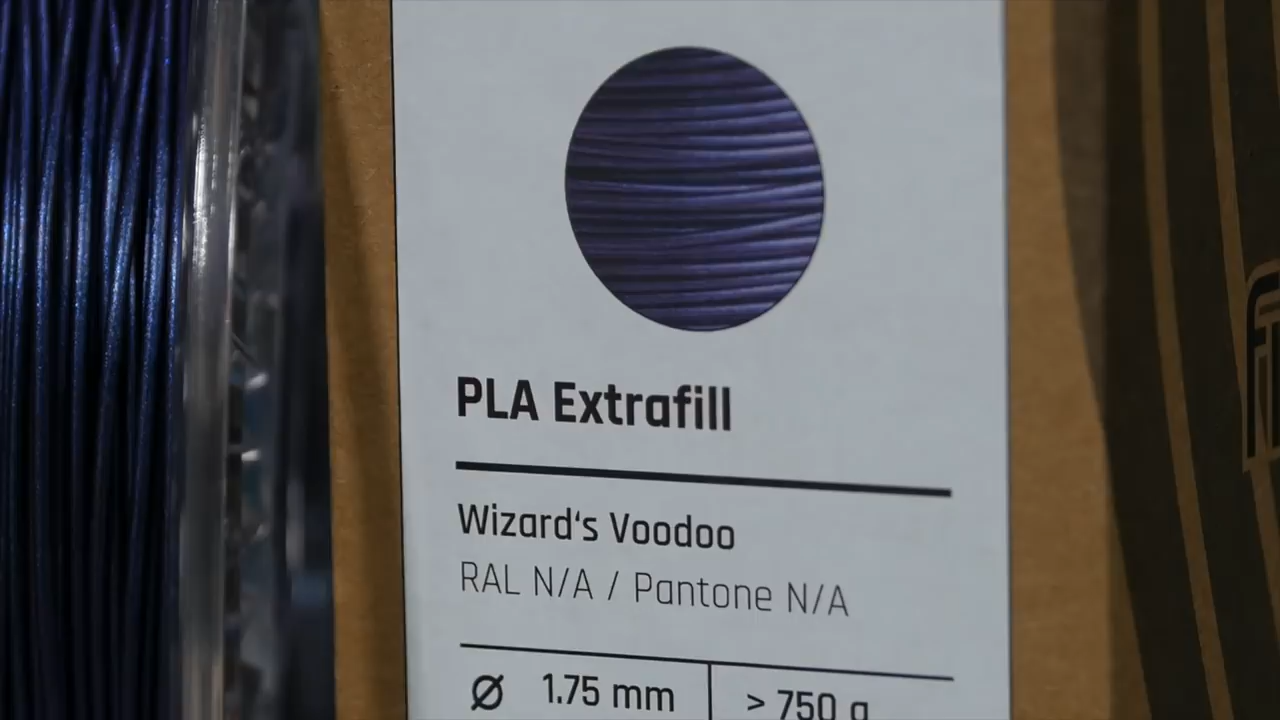 PLA Extrafill
Wizard‘s Voodoo
RAL N/A / Pantone N/A
Ø 1.75 mm
> 750 g